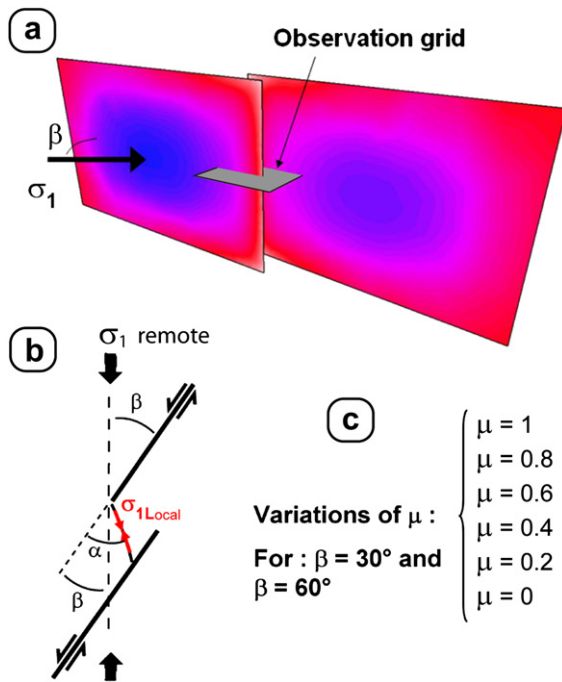 a
Observation grid
β
σ1
b
σ1 remote
β
σ1Local
α
β
c
Variations of μ :
For : β = 30° and
β = 60°
μ = 1
μ = 0.8
μ = 0.6
μ = 0.4
μ = 0.2
μ = 0